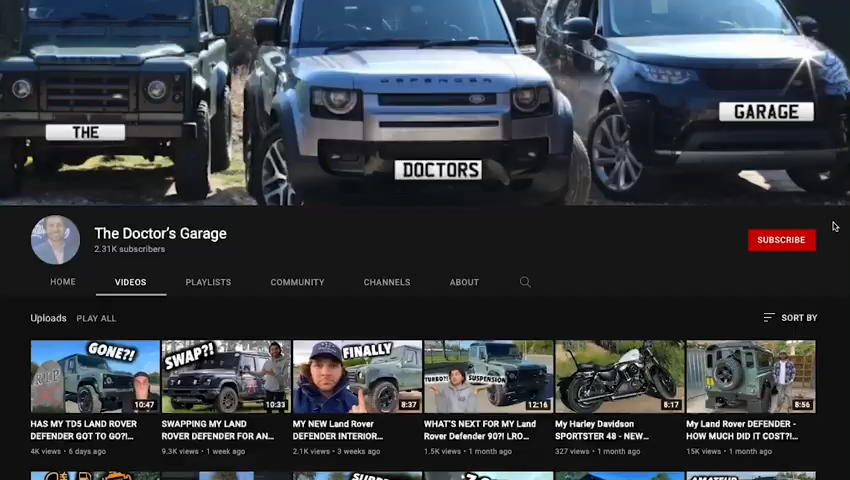 DEFENDER
THE
DOCTORS
GARAGE
The Doctor's Garage
2.31K subscribers
SUBSCRIBE
HOME
VIDEOS
PLAYLISTS
COMMUNITY
CHANNELS
ABOUT
Uploads
PLAY ALL
SORT BY
GONE?!
RIP
10:47
SWAP?!
10:33
FINALLY
8:37
TURBO?!
SUSPENSION
12:16
8:17
8:56
HAS MY TD5 LAND ROVER
DEFENDER GOT TO GO?!...
4K views • 6 days ago
SWAPPING MY LAND
ROVER DEFENDER FOR AN...
9.3K views • 1 week ago
MY NEW Land Rover
DEFENDER INTERIOR...
2.1K views • 3 weeks ago
WHAT'S NEXT FOR MY Land
Rover Defender 90?! LRO...
1.5K views • 1 month ago
My Harley Davidson
SPORTSTER 48 - NEW...
327 views • 1 month ago
My Land Rover DEFENDER -
HOW MUCH DID IT COST?!...
15K views • 1 month ago